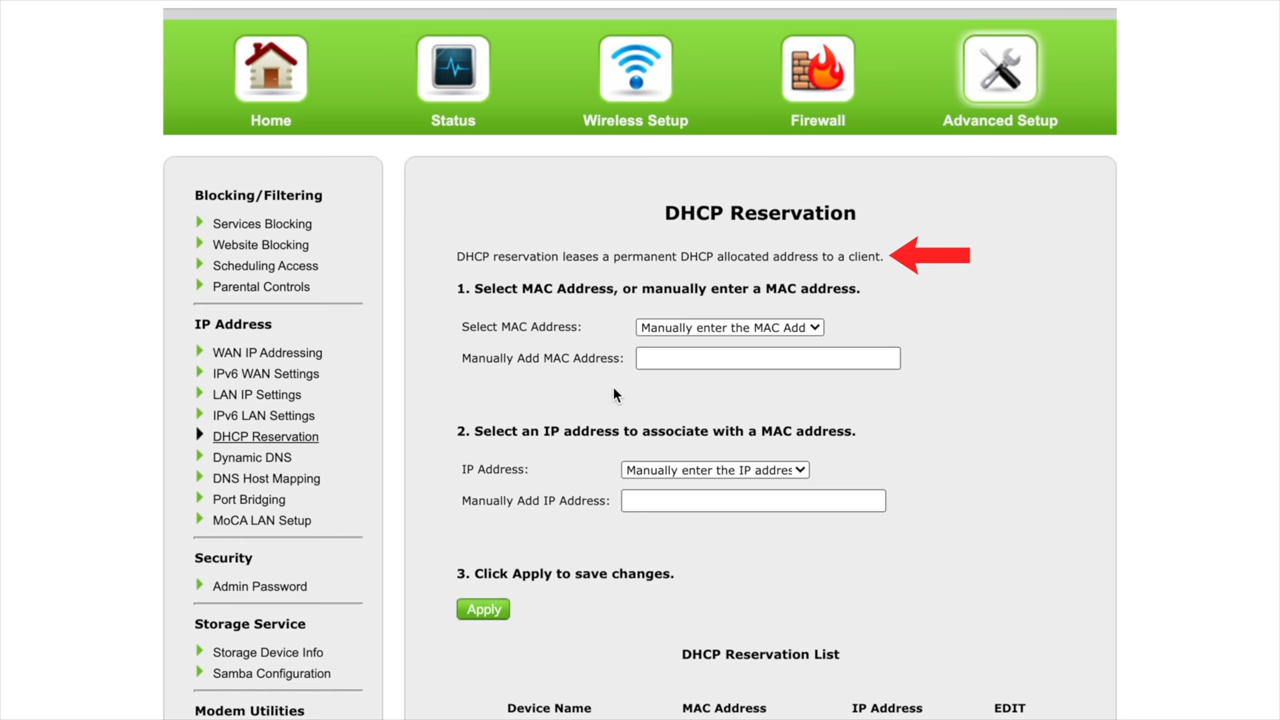 Home
Status
Wireless Setup
Firewall
Advanced Setup
Blocking/Filtering
Services Blocking
Website Blocking
Scheduling Access
Parental Controls
IP Address
WAN IP Addressing
IPv6 WAN Settings
LAN IP Settings
IPv6 LAN Settings
DHCP Reservation
Dynamic DNS
DNS Host Mapping
Port Bridging
MoCA LAN Setup
Security
Admin Password
Storage Service
Storage Device Info
Samba Configuration
Modem Utilities
DHCP Reservation
DHCP reservation leases a permanent DHCP allocated address to a client.
1. Select MAC Address, or manually enter a MAC address.
Select MAC Address: Manually enter the MAC Add
Manually Add MAC Address:
2. Select an IP address to associate with a MAC address.
IP Address: Manually enter the IP addres
Manually Add IP Address:
3. Click Apply to save changes.
Apply
DHCP Reservation List
Device Name MAC Address IP Address EDIT